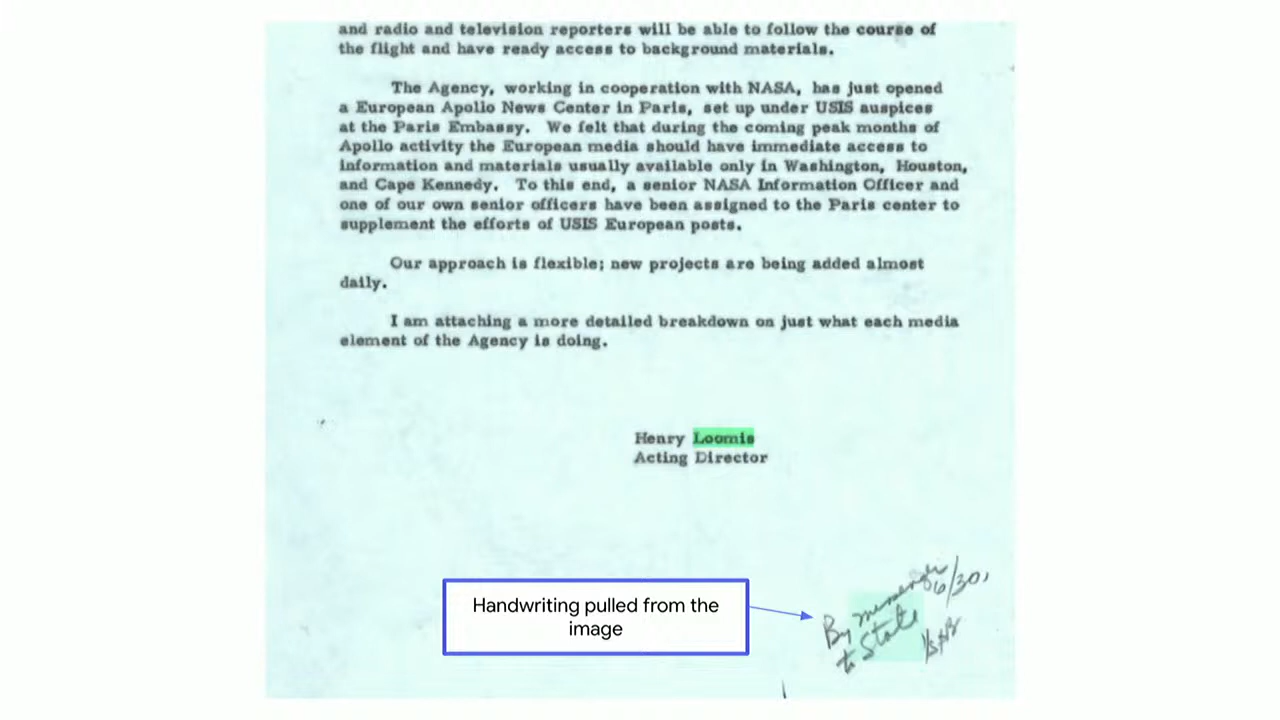 and radio and television reporters will be able to follow the course of
the flight and have ready access to background materials.
The Agency, working in cooperation with NASA, has just opened
a European Apollo News Center in Paris, set up under USIS auspices
at the Paris Embassy. We felt that during the coming peak months of
Apollo activity the European media should have immediate access to
information and materials usually available only in Washington, Houston,
and Cape Kennedy. To this end, a senior NASA Information Officer and
one of our own senior officers have been assigned to the Paris center to
supplement the efforts of USIS European posts.
Our approach is flexible; new projects are being added almost
daily.
I am attaching a more detailed breakdown on just what each media
element of the Agency is doing.
Henry Loomis
Acting Director
Handwriting pulled from the
image
By messenger 6/30,
to State